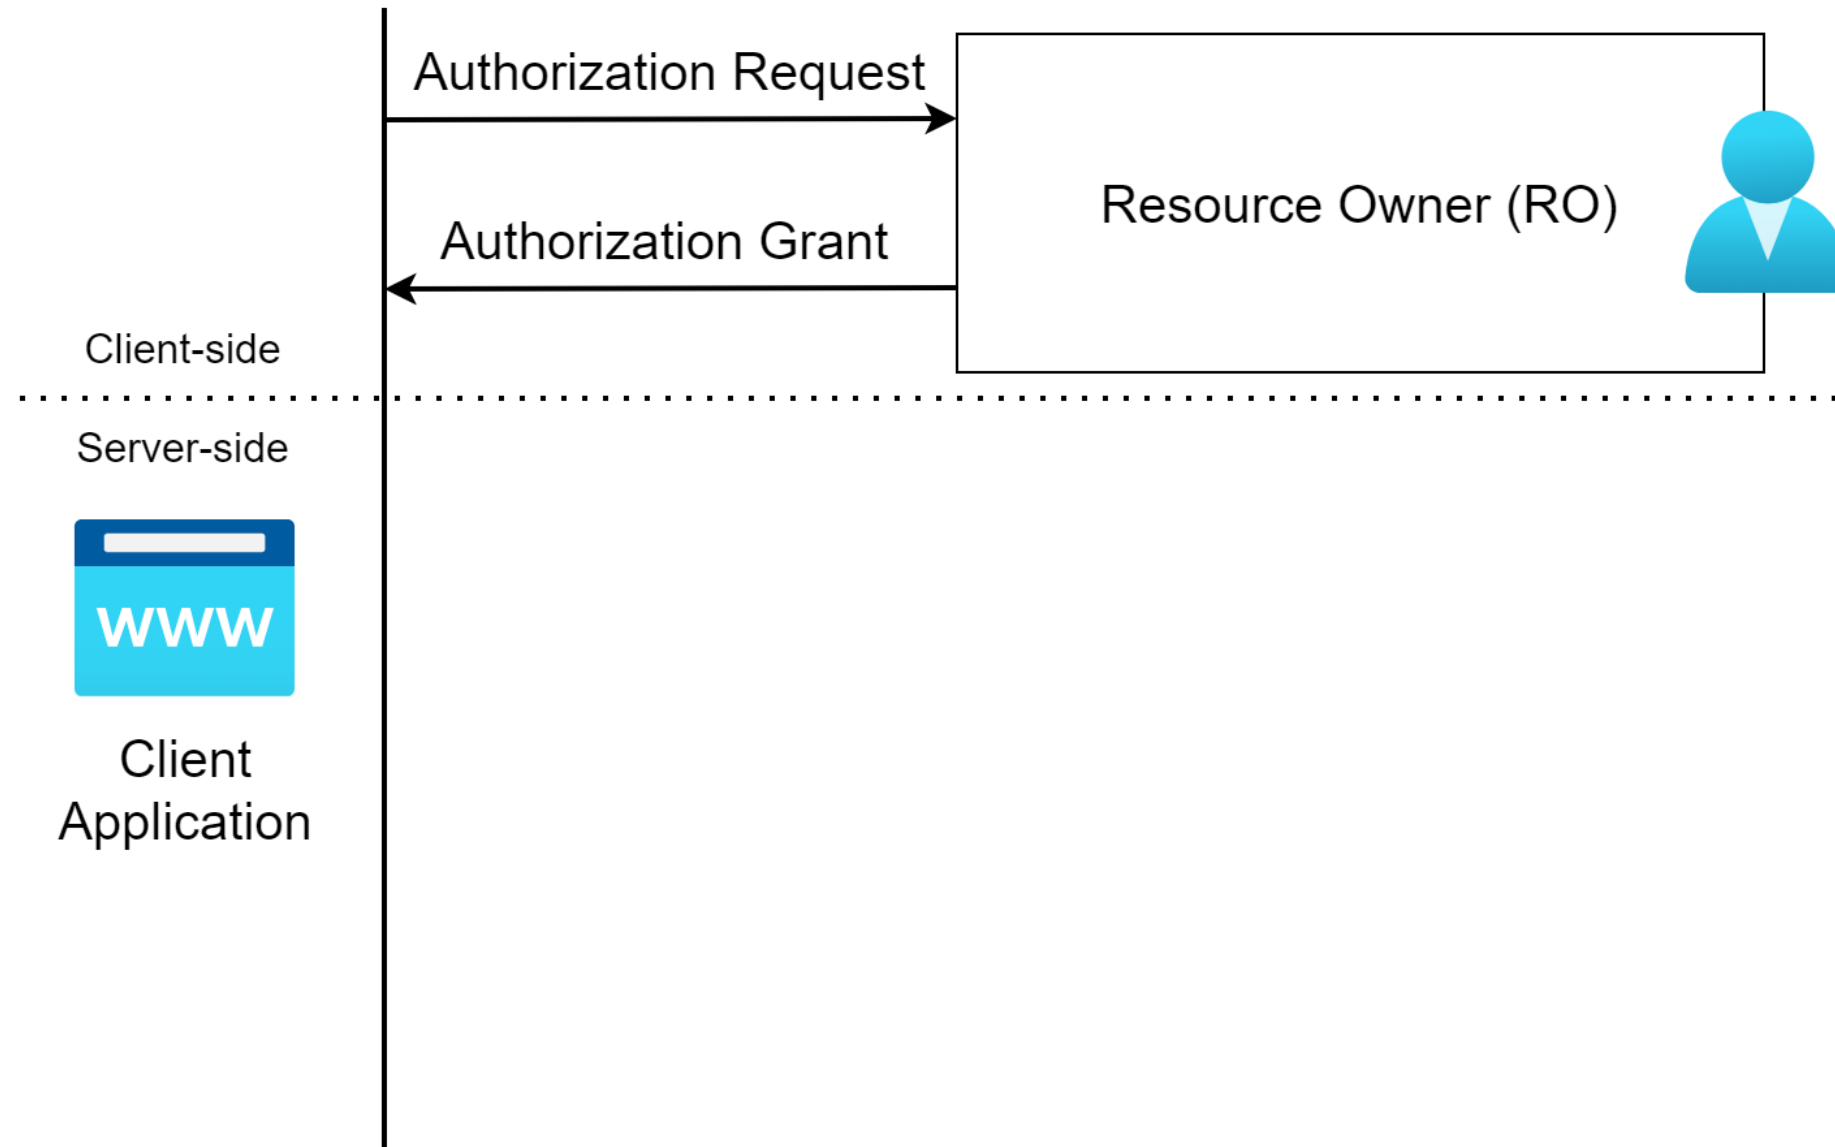 Authorization Request
Resource Owner (RO)
Authorization Grant
Client-side
Server-side
www
Client
Application